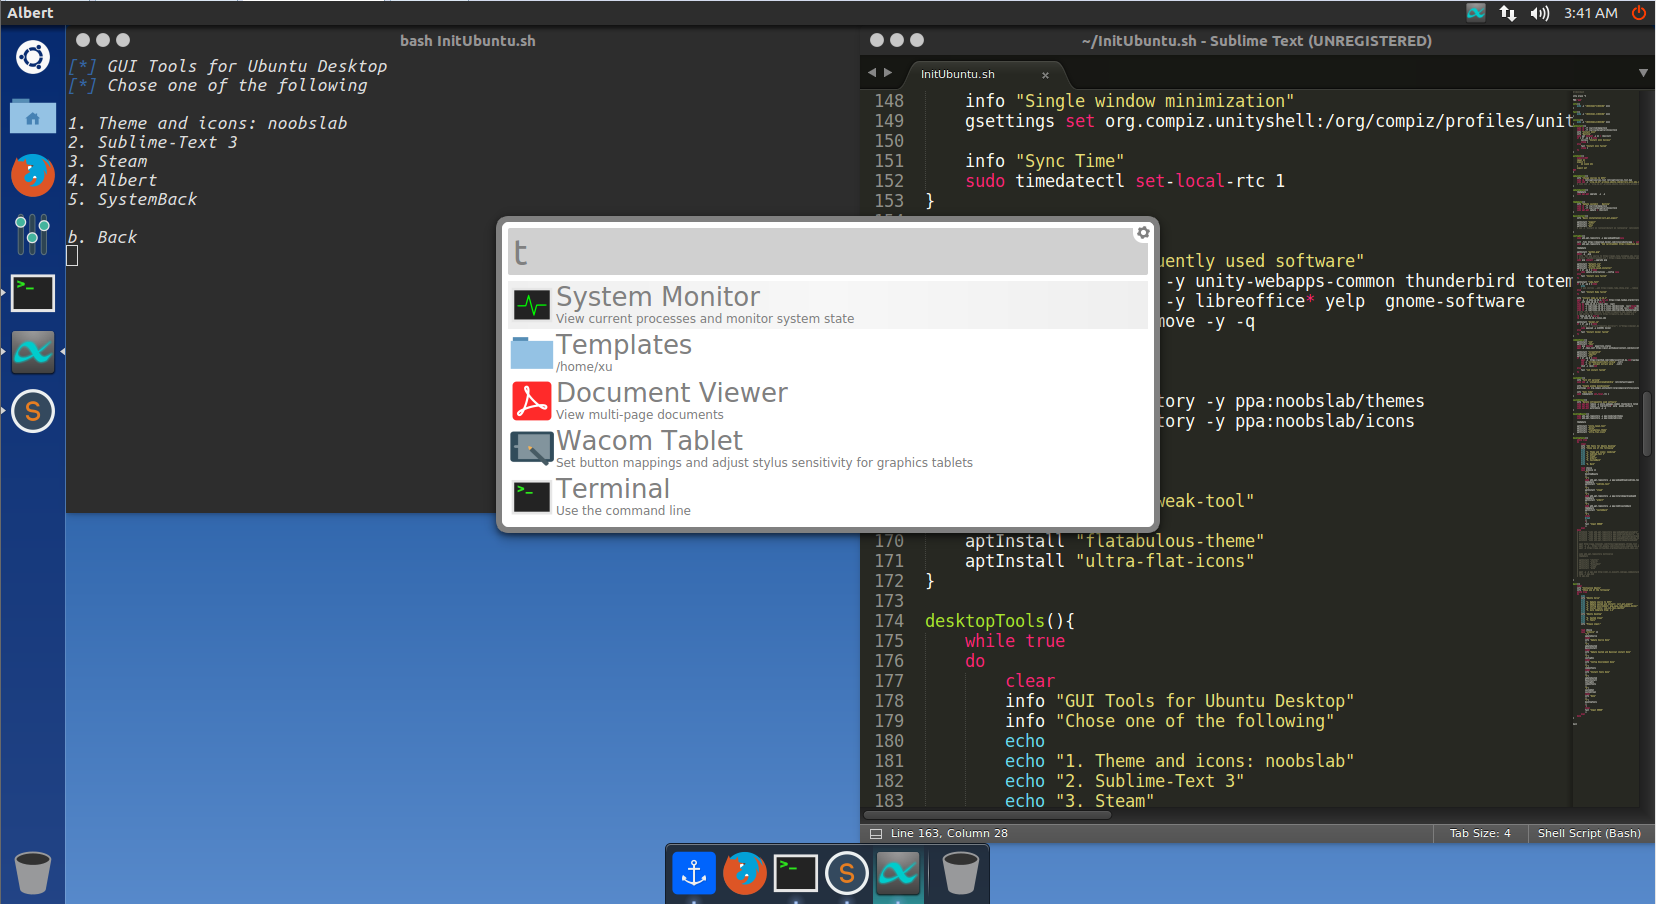 Albert
3:41 AM
bash InitUbuntu.sh
[*] GUI Tools for Ubuntu Desktop
[*] Chose one of the following
1. Theme and icons: noobslab
2. Sublime-Text 3
3. Steam
4. Albert
5. SystemBack
b. Back
>_
S
t
System Monitor
View current processes and monitor system state
Templates
/home/xu
Document Viewer
View multi-page documents
Wacom Tablet
Set button mappings and adjust stylus sensitivity for graphics tablets
>_
Terminal
Use the command line
~/InitUbuntu.sh - Sublime Text (UNREGISTERED)
InitUbuntu.sh ×
148 info "Single window minimization"
149 gsettings set org.compiz.unityshell:/org/compiz/profiles/unit
150
151 info "Sync Time"
152 sudo timedatectl set-local-rtc 1
153 }
uently used software"
-y unity-webapps-common thunderbird totem
-y libreoffice* yelp gnome-software
move -y -q
tory -y ppa:noobslab/themes
tory -y ppa:noobslab/icons
weak-tool"
170 aptInstall "flatabulous-theme"
171 aptInstall "ultra-flat-icons"
172 }
173
174 desktopTools(){
175 while true
176 do
177 clear
178 info "GUI Tools for Ubuntu Desktop"
179 info "Chose one of the following"
180 echo
181 echo "1. Theme and icons: noobslab"
182 echo "2. Sublime-Text 3"
183 echo "3. Steam"
Line 163, Column 28
Tab Size: 4
Shell Script (Bash)
>_
S